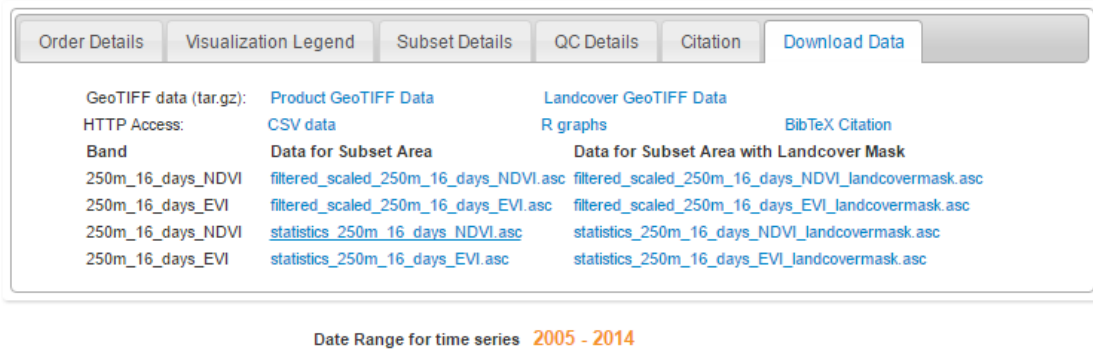 Order Details Visualization Legend Subset Details QC Details Citation Download Data
GeoTIFF data (tar.gz): Product GeoTIFF Data Landcover GeoTIFF Data
HTTP Access: CSV data R graphs BibTeX Citation
Band Data for Subset Area Data for Subset Area with Landcover Mask
250m_16_days_NDVI filtered_scaled_250m_16_days_NDVI.asc filtered_scaled_250m_16_days_NDVI_landcovermask.asc
250m_16_days_EVI filtered_scaled_250m_16_days_EVI.asc filtered_scaled_250m_16_days_EVI_landcovermask.asc
250m_16_days_NDVI statistics_250m_16_days_NDVI.asc statistics_250m_16_days_NDVI_landcovermask.asc
250m_16_days_EVI statistics_250m_16_days_EVI.asc statistics_250m_16_days_EVI_landcovermask.asc
Date Range for time series 2005 - 2014